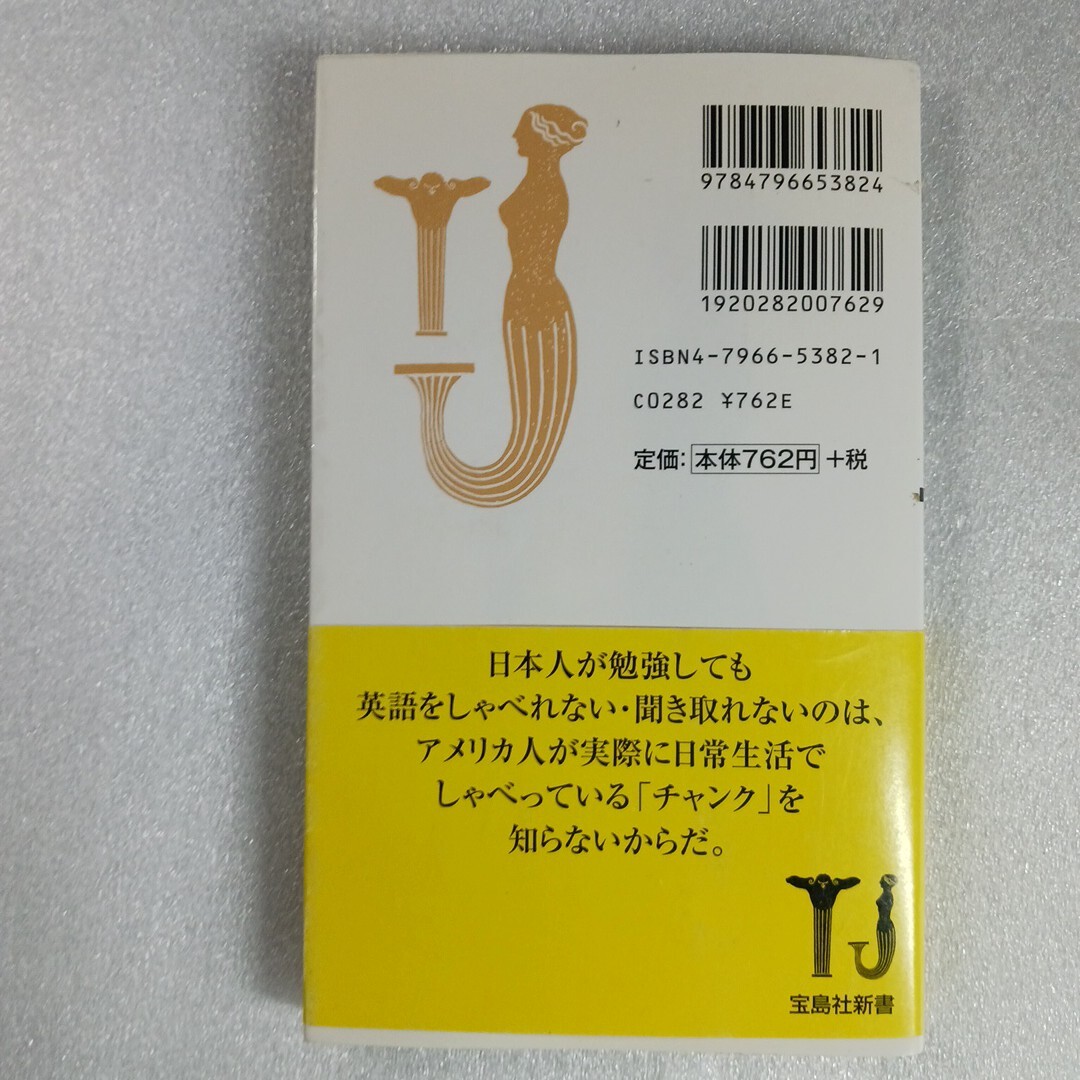 9784796653824
1920282007629
ISBN4-7966-5382-1
C0282 ¥762E
定価: 本体762円 +税
日本人が勉強しても
英語をしゃべれない・聞き取れないのは、
アメリカ人が実際に日常生活で
しゃべっている「チャンク」を
知らないからだ。
TJ
宝島社新書